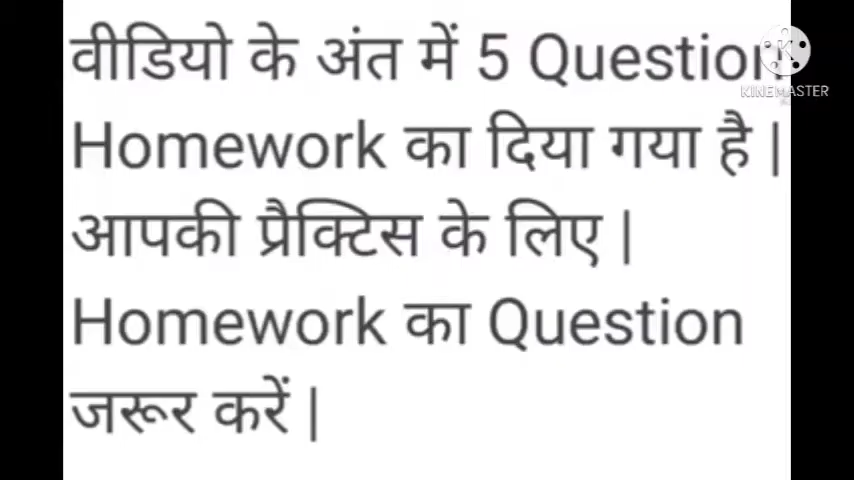 वीडियो के अंत में 5 Question
Homework का दिया गया है |
आपकी प्रैक्टिस के लिए |
Homework का Question
जरूर करें |
K
KINEMASTER